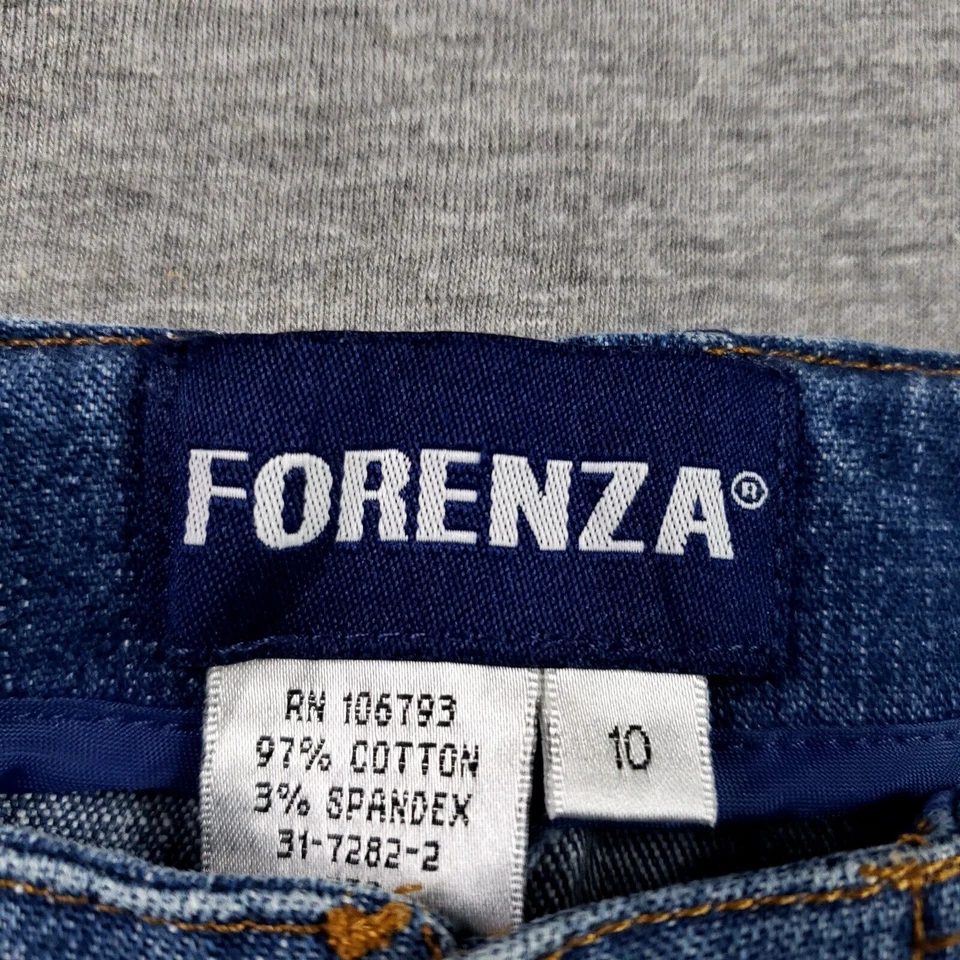 FORENZA®
RN 106793
97% COTTON
3% SPANDEX
31-7282-2
10